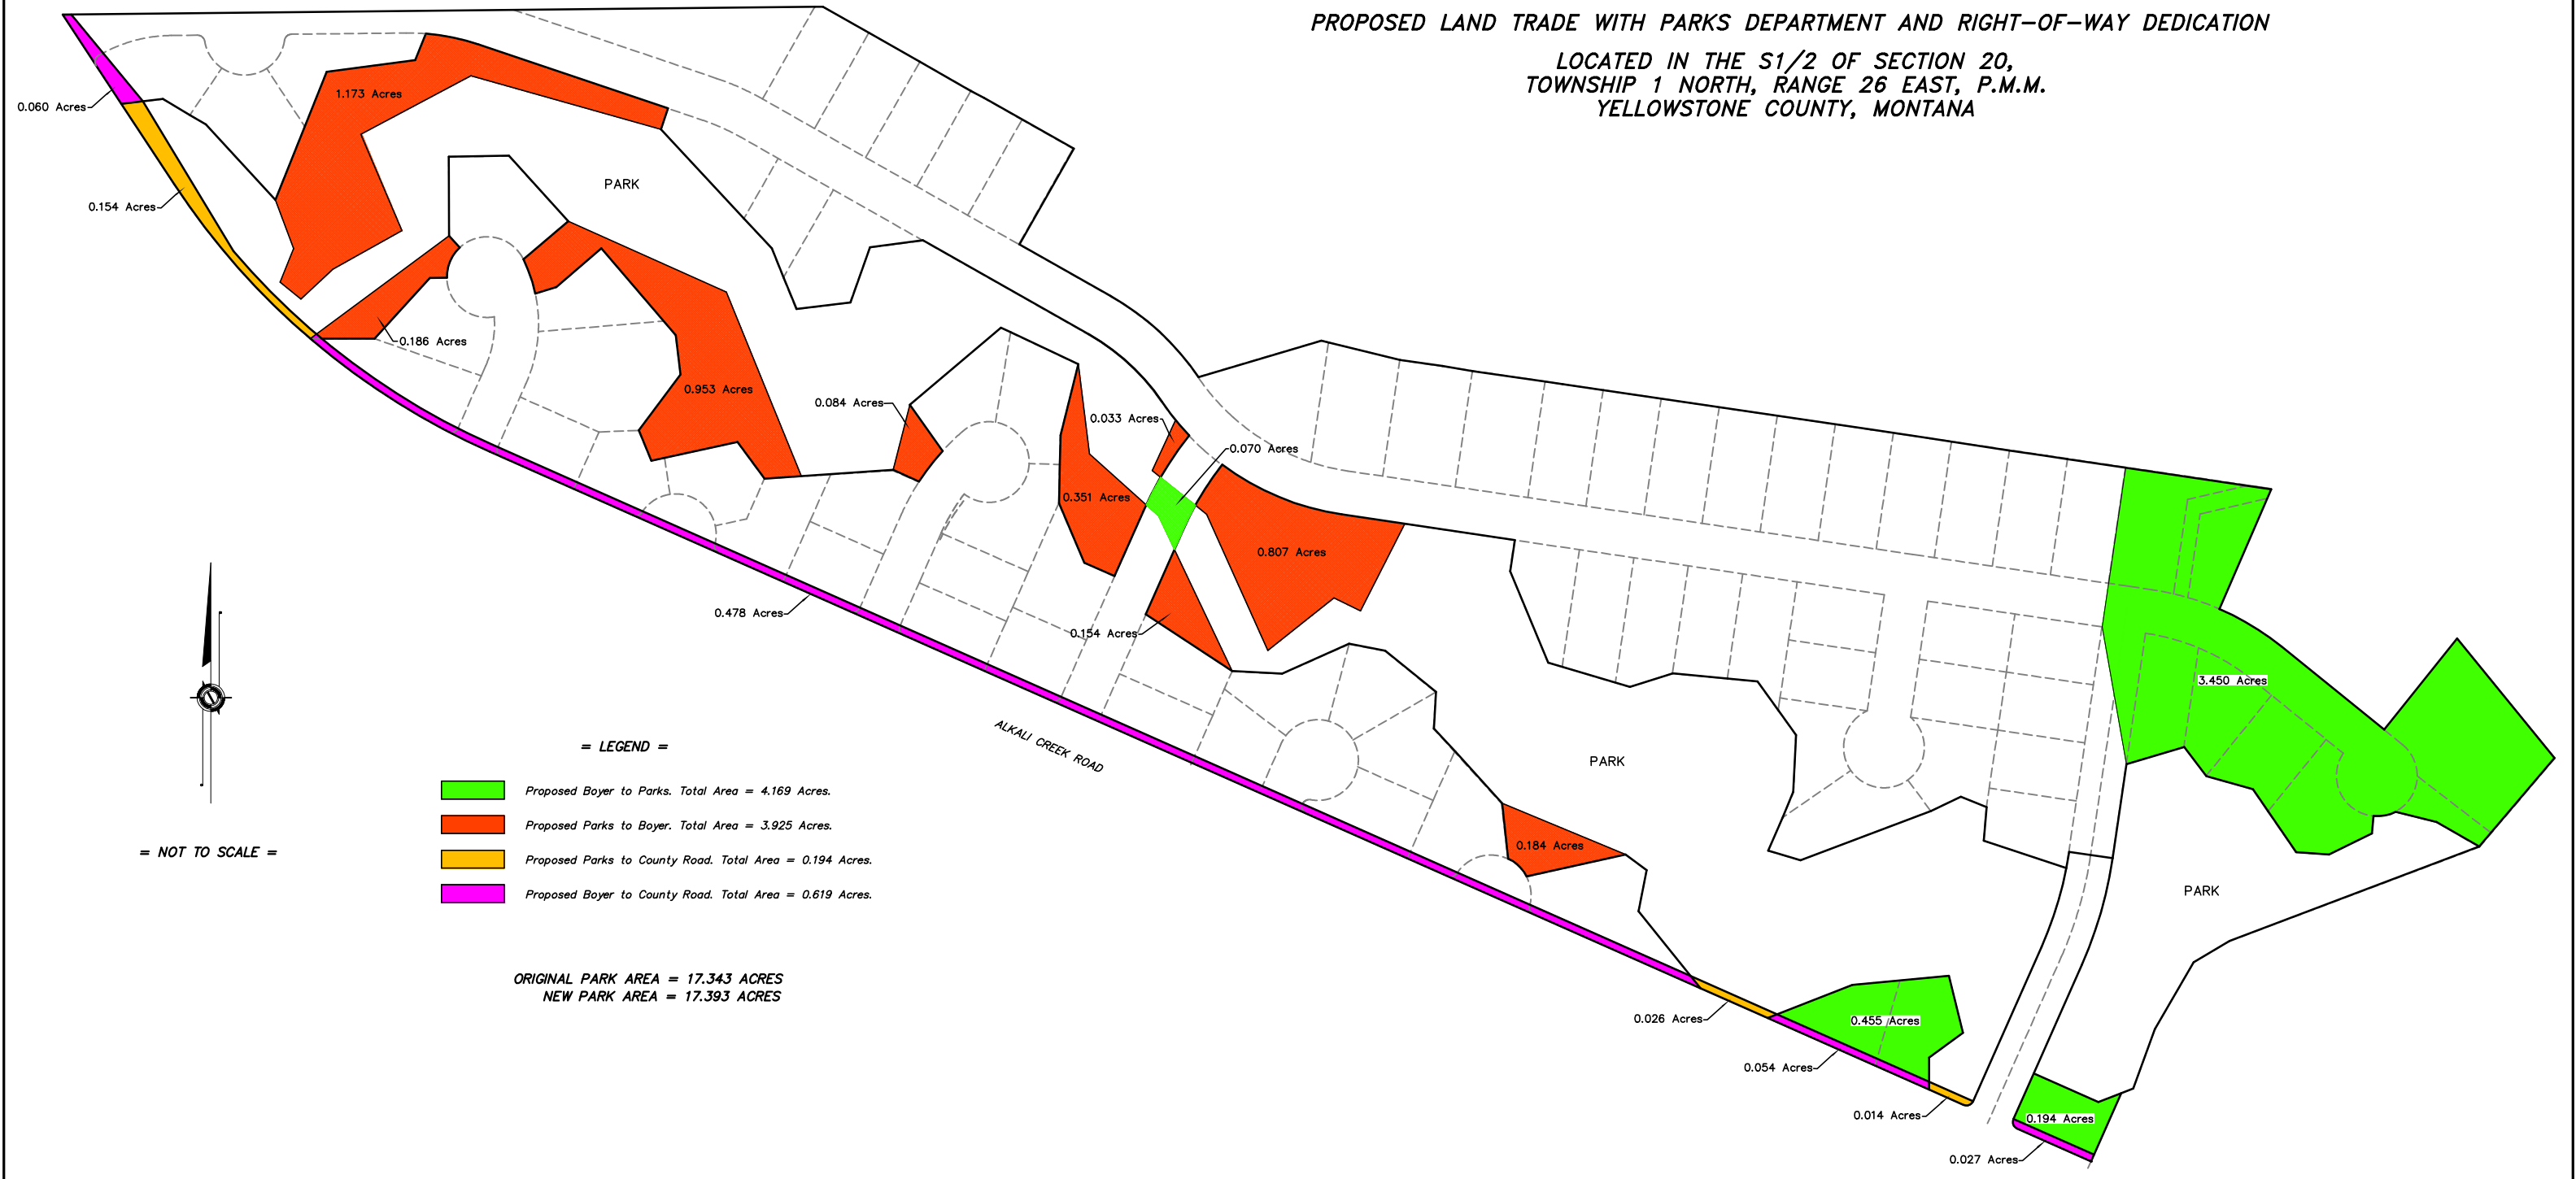 PROPOSED LAND TRADE WITH PARKS DEPARTMENT AND RIGHT-OF-WAY DEDICATION
LOCATED IN THE S1/2 OF SECTION 20,
TOWNSHIP 1 NORTH, RANGE 26 EAST, P.M.M.
YELLOWSTONE COUNTY, MONTANA
0.060 Acres
1.173 Acres
0.154 Acres
PARK
0.186 Acres
0.953 Acres
0.084 Acres
0.033 Acres
0.070 Acres
0.351 Acres
0.807 Acres
0.478 Acres
0.154 Acres
3.450 Acres
ALKALI CREEK ROAD
PARK
0.184 Acres
PARK
0.026 Acres
0.455 Acres
0.054 Acres
0.014 Acres
0.194 Acres
0.027 Acres
= NOT TO SCALE =
= LEGEND =
Proposed Boyer to Parks. Total Area = 4.169 Acres.
Proposed Parks to Boyer. Total Area = 3.925 Acres.
Proposed Parks to County Road. Total Area = 0.194 Acres.
Proposed Boyer to County Road. Total Area = 0.619 Acres.
ORIGINAL PARK AREA = 17.343 ACRES
NEW PARK AREA = 17.393 ACRES